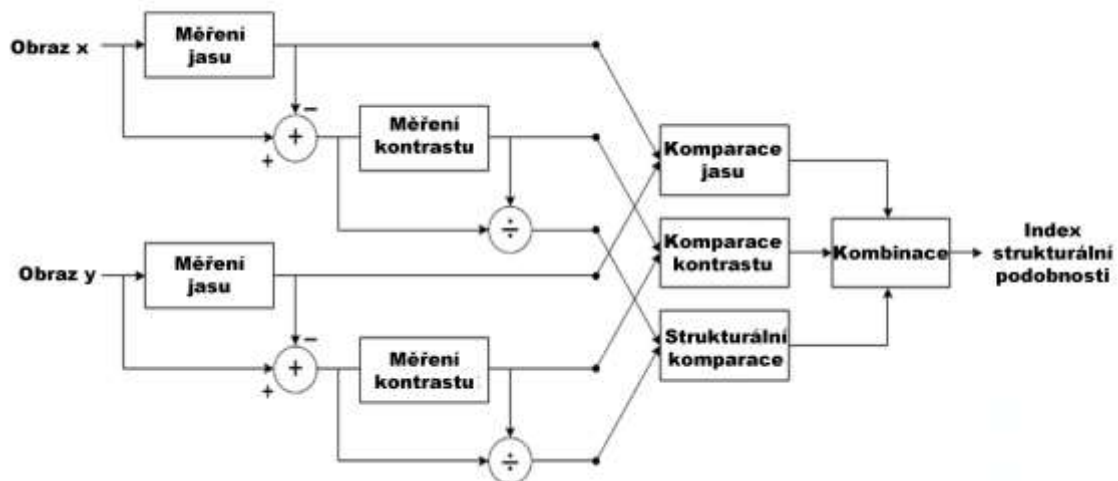 Obraz x
Měření
jasu
−
+
+
Měření
kontrastu
÷
Obraz y
Měření
jasu
−
+
+
Měření
kontrastu
÷
Komparace
jasu
Komparace
kontrastu
Strukturální
komparace
Kombinace
Index
strukturální
podobnosti